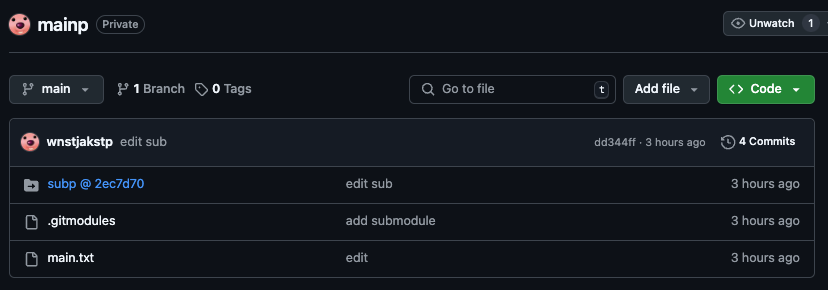 mainp Private Unwatch 1
main 1 Branch 0 Tags Go to file t Add file Code
wnstjakstp edit sub dd344ff · 3 hours ago 4 Commits
subp @ 2ec7d70 edit sub 3 hours ago
.gitmodules add submodule 3 hours ago
main.txt edit 3 hours ago